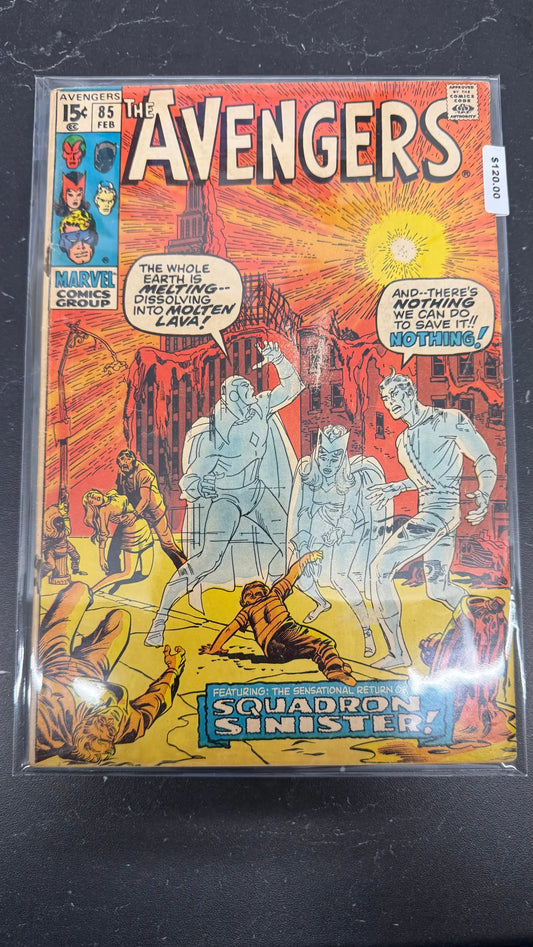 AVENGERS
15¢
85
FEB
CC
MARVEL
COMICS
GROUP
THE AVENGERS
APPROVED
BY THE
COMICS
CODE
AUTHORITY
$120.00
THE WHOLE
EARTH IS
MELTING--
DISSOLVING
INTO MOLTEN
LAVA!
AND--THERE'S
NOTHING
WE CAN DO
TO SAVE IT!!
NOTHING!
FEATURING: THE SENSATIONAL RETURN OF
SQUADRON
SINISTER!